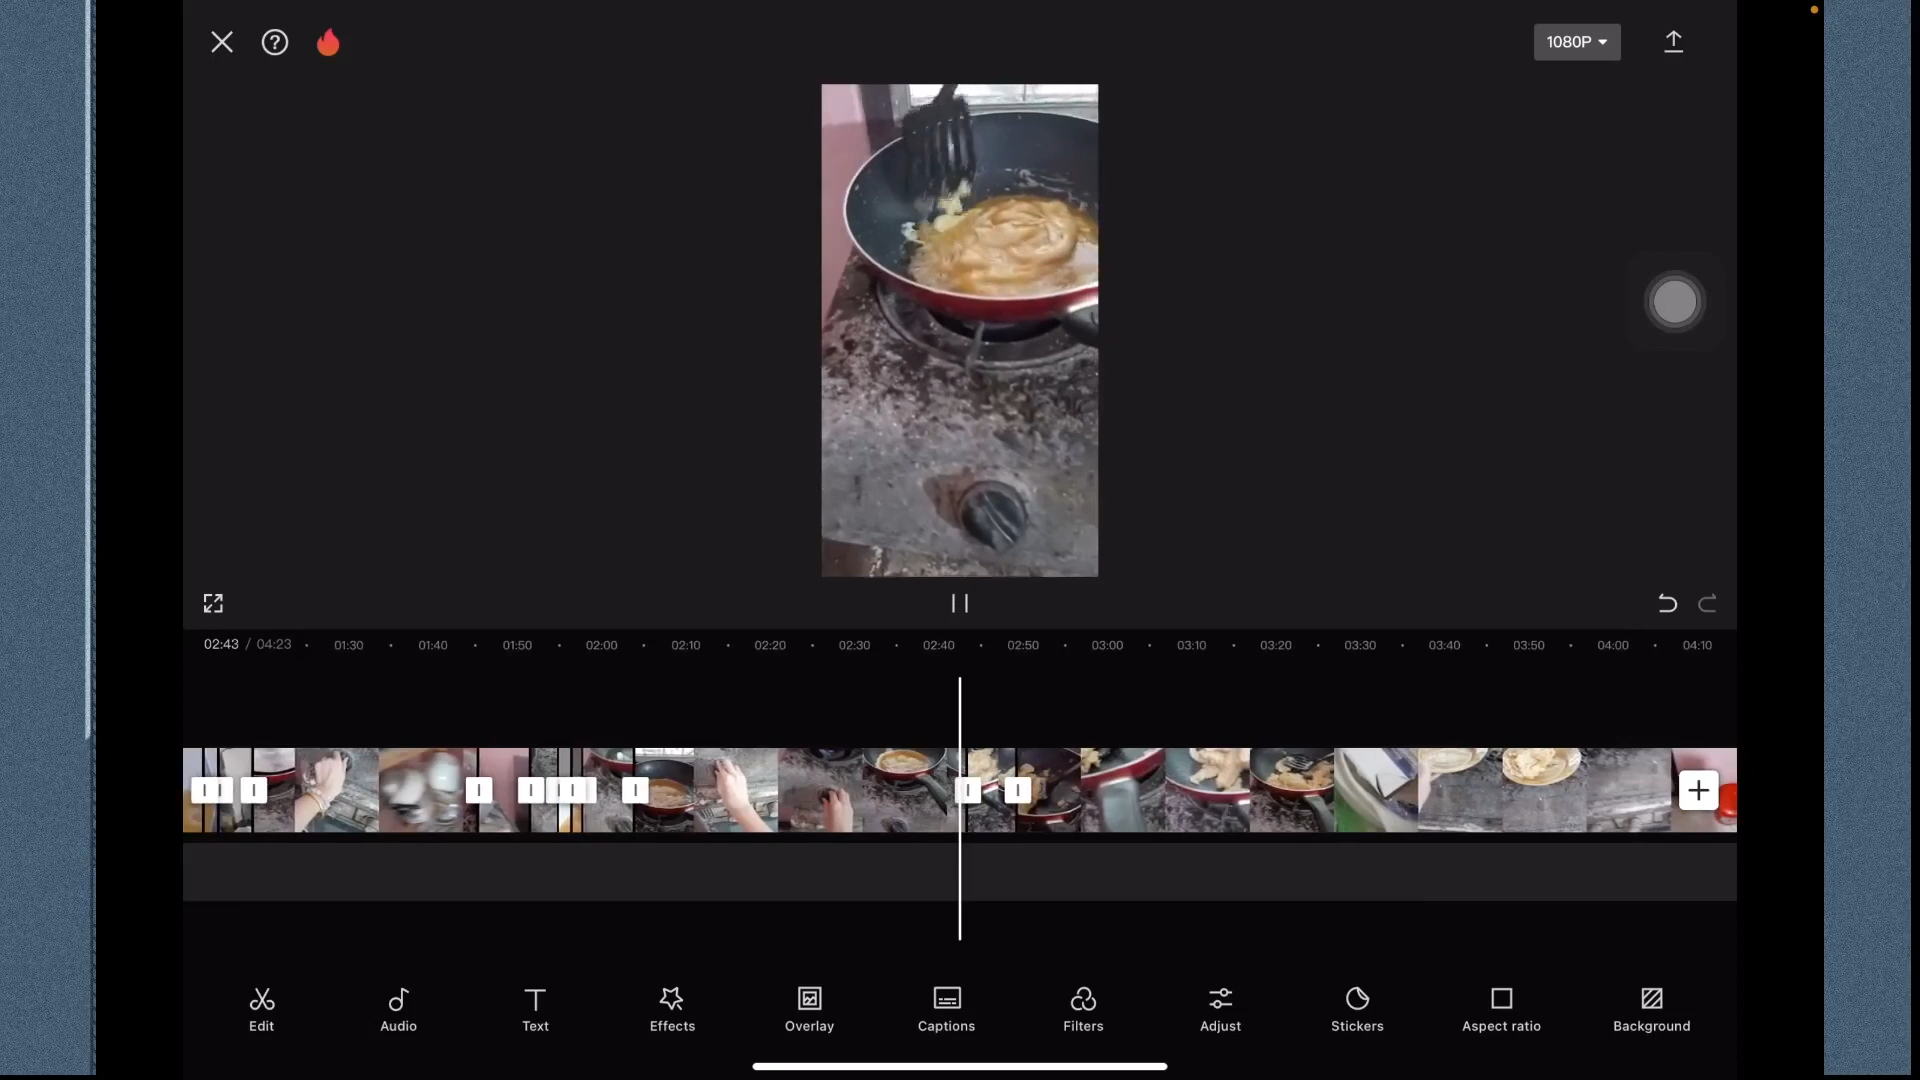 1080P
02:43 / 04:23 01:30 01:40 01:50 02:00 02:10 02:20 02:30 02:40 02:50 03:00 03:10 03:20 03:30 03:40 03:50 04:00 04:10
Edit Audio Text Effects Overlay Captions Filters Adjust Stickers Aspect ratio Background